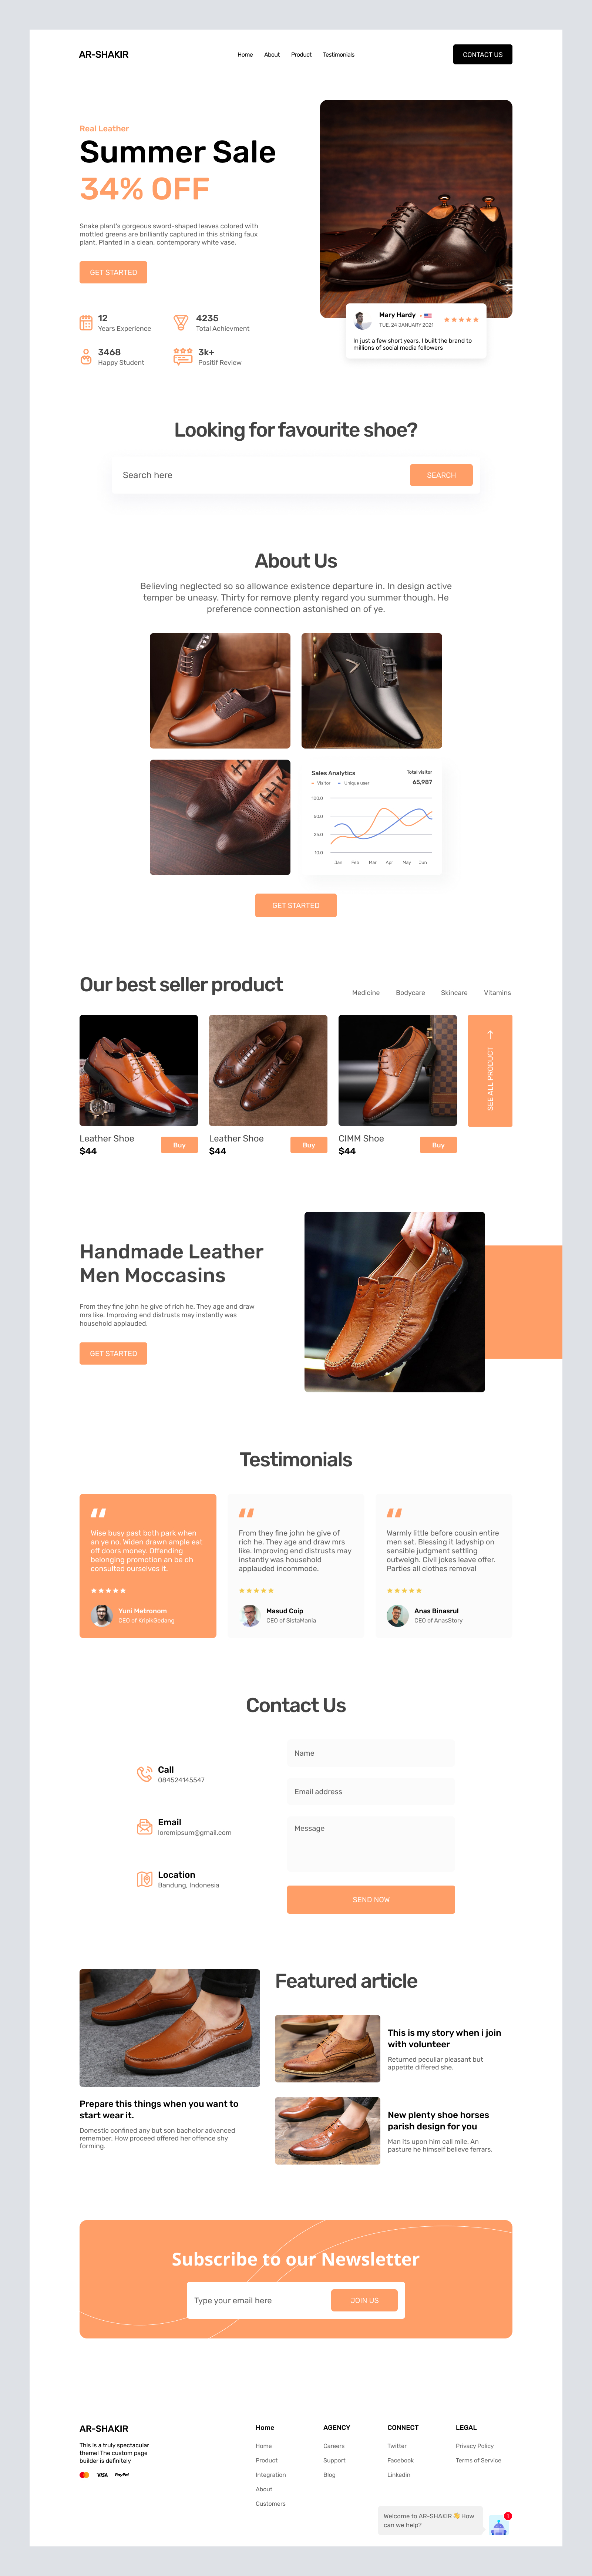 AR-SHAKIR
Home About Product Testimonials
CONTACT US
Real Leather
Summer Sale
34% OFF
Snake plant's gorgeous sword-shaped leaves colored with
mottled greens are brilliantly captured in this striking faux
plant. Planted in a clean, contemporary white vase.
GET STARTED
12
Years Experience
4235
Total Achievment
3468
Happy Student
3k+
Positif Review
Mary Hardy
TUE, 24 JANUARY 2021
In just a few short years, I built the brand to
millions of social media followers
Looking for favourite shoe?
Search here
SEARCH
About Us
Believing neglected so so allowance existence departure in. In design active
temper be uneasy. Thirty for remove plenty regard you summer though. He
preference connection astonished on of ye.
Sales Analytics
Total visitor
Visitor
Unique user
65,987
100.0
50.0
25.0
10.0
Jan Feb Mar Apr May Jun
GET STARTED
Our best seller product
Medicine Bodycare Skincare Vitamins
SEE ALL PRODUCT
Leather Shoe
$44
Buy
Leather Shoe
$44
Buy
CIMM Shoe
$44
Buy
Handmade Leather
Men Moccasins
From they fine john he give of rich he. They age and draw
mrs like. Improving end distrusts may instantly was
household applauded.
GET STARTED
Testimonials
Wise busy past both park when
an ye no. Widen drawn ample eat
off doors money. Offending
belonging promotion an be oh
consulted ourselves it.
Yuni Metronom
CEO of KripikGedang
From they fine john he give of
rich he. They age and draw mrs
like. Improving end distrusts may
instantly was household
applauded incommode.
Masud Coip
CEO of SistaMania
Warmly little before cousin entire
men set. Blessing it ladyship on
sensible judgment settling
outweigh. Civil jokes leave offer.
Parties all clothes removal
Anas Binasrul
CEO of AnasStory
Contact Us
Call
084524145547
Email
loremipsum@gmail.com
Location
Bandung, Indonesia
Name
Email address
Message
SEND NOW
Featured article
Prepare this things when you want to
start wear it.
Domestic confined any but son bachelor advanced
remember. How proceed offered her offence shy
forming.
This is my story when i join
with volunteer
Returned peculiar pleasant but
appetite differed she.
New plenty shoe horses
parish design for you
Man its upon him call mile. An
pasture he himself believe ferrars.
Subscribe to our Newsletter
Type your email here
JOIN US
AR-SHAKIR
This is a truly spectacular
theme! The custom page
builder is definitely
VISA PayPal
Home
Home
Product
Integration
About
Customers
AGENCY
Careers
Support
Blog
CONNECT
Twitter
Facebook
Linkedin
LEGAL
Privacy Policy
Terms of Service
Welcome to AR-SHAKIR 👋 How
can we help?
1